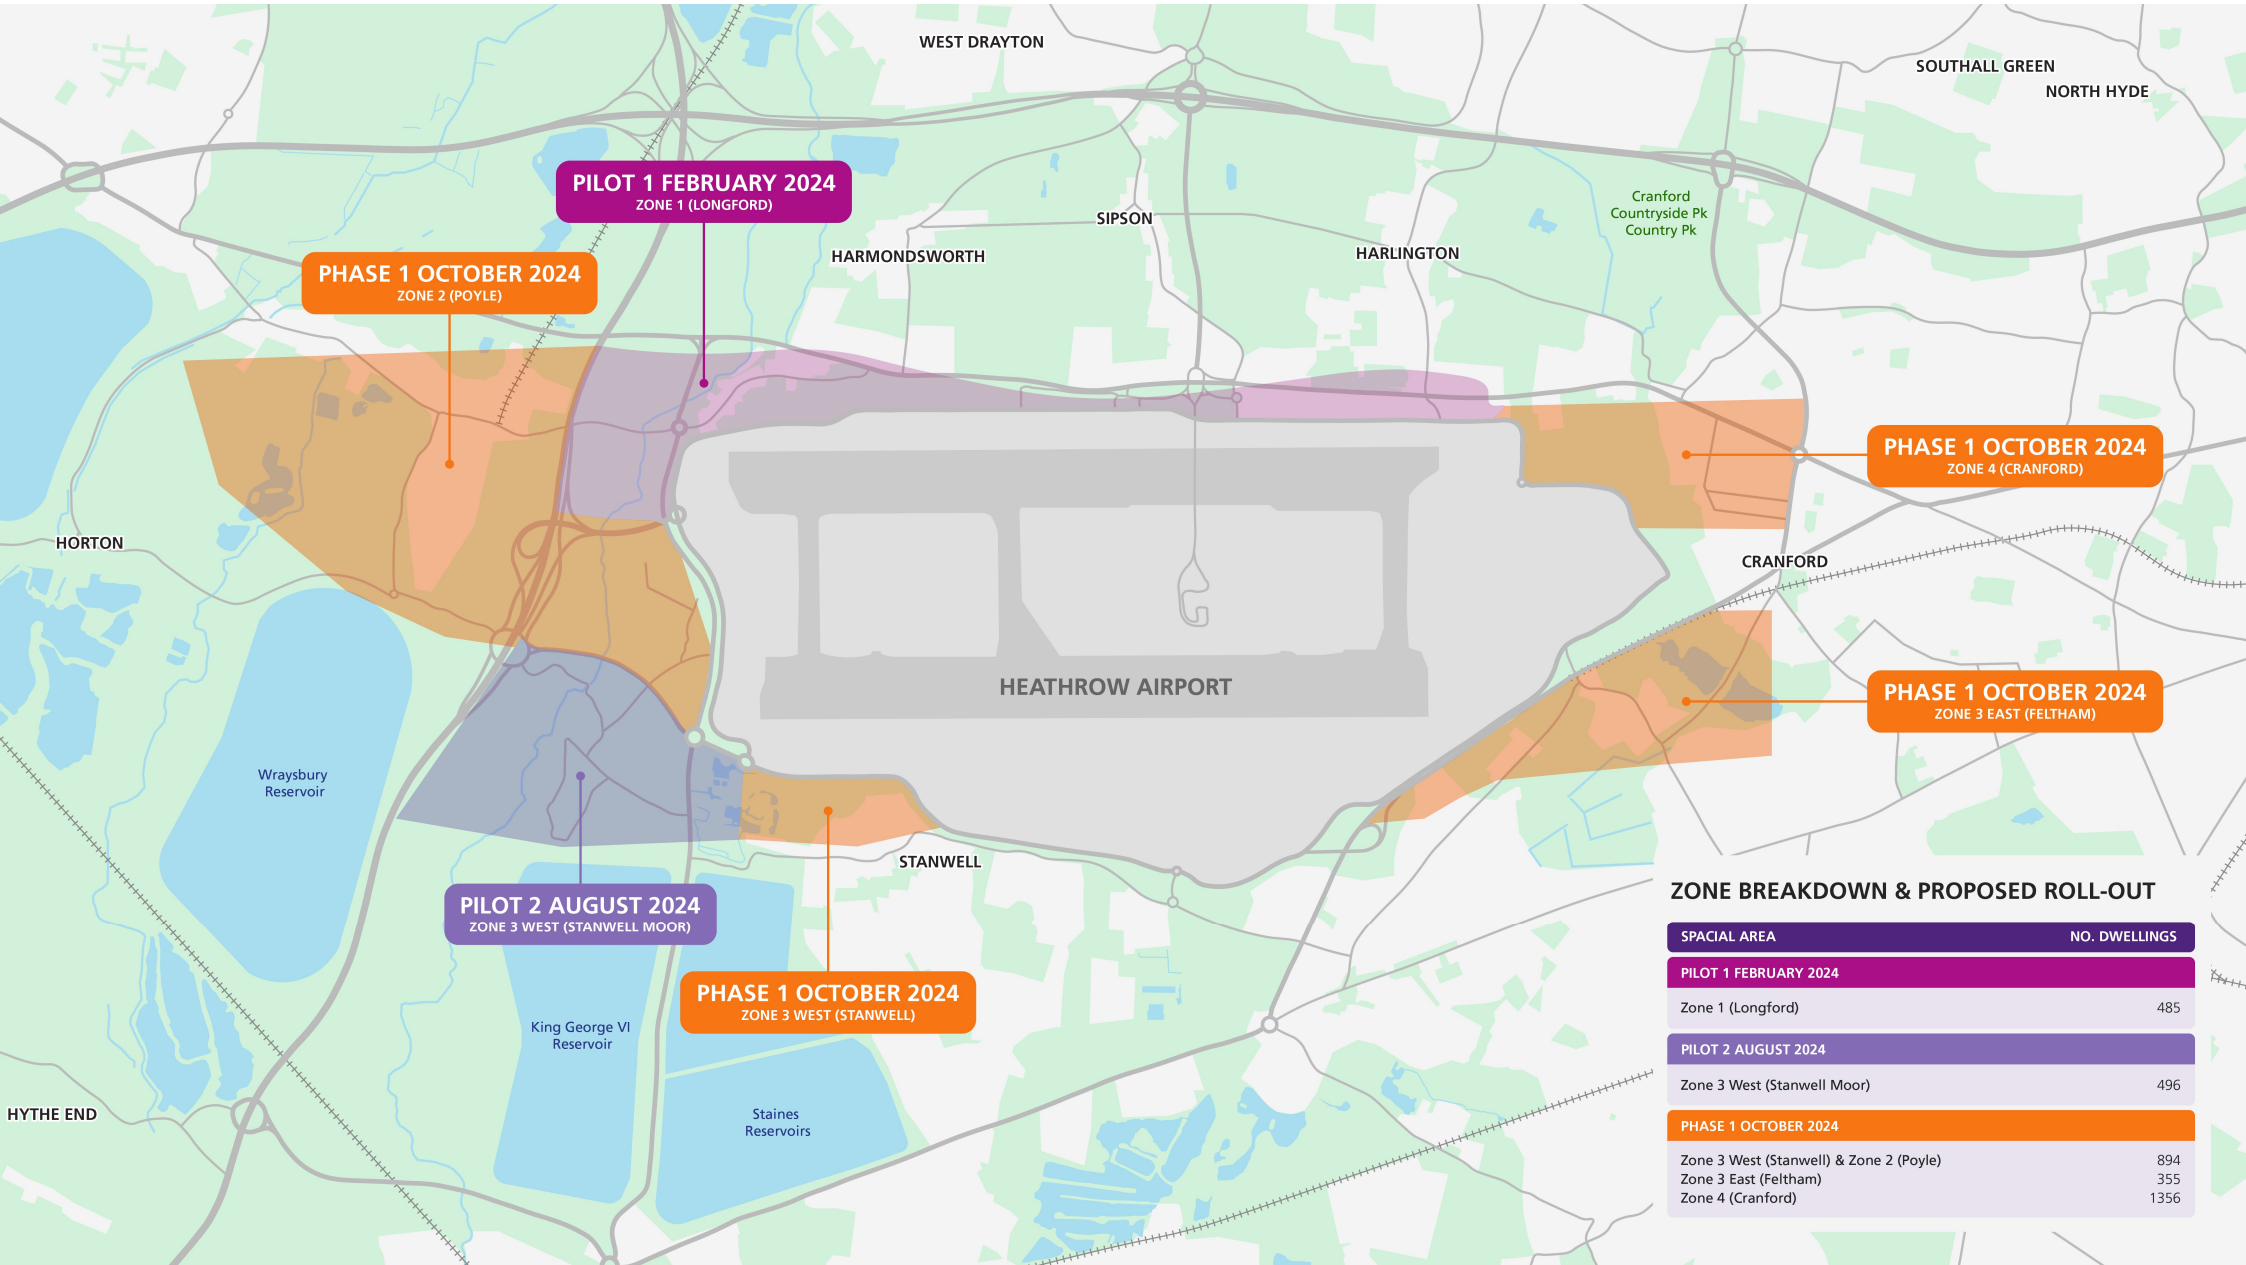 WEST DRAYTON
SOUTHALL GREEN
NORTH HYDE
PILOT 1 FEBRUARY 2024
ZONE 1 (LONGFORD)
Cranford
Countryside Pk
Country Pk
SIPSON
HARMONDSWORTH
HARLINGTON
PHASE 1 OCTOBER 2024
ZONE 2 (POYLE)
PHASE 1 OCTOBER 2024
ZONE 4 (CRANFORD)
HORTON
CRANFORD
HEATHROW AIRPORT
PHASE 1 OCTOBER 2024
ZONE 3 EAST (FELTHAM)
Wraysbury
Reservoir
STANWELL
PILOT 2 AUGUST 2024
ZONE 3 WEST (STANWELL MOOR)
PHASE 1 OCTOBER 2024
ZONE 3 WEST (STANWELL)
King George VI
Reservoir
HYTHE END
Staines
Reservoirs
ZONE BREAKDOWN & PROPOSED ROLL-OUT
SPACIAL AREA NO. DWELLINGS
PILOT 1 FEBRUARY 2024
Zone 1 (Longford) 485
PILOT 2 AUGUST 2024
Zone 3 West (Stanwell Moor) 496
PHASE 1 OCTOBER 2024
Zone 3 West (Stanwell) & Zone 2 (Poyle) 894
Zone 3 East (Feltham) 355
Zone 4 (Cranford) 1356